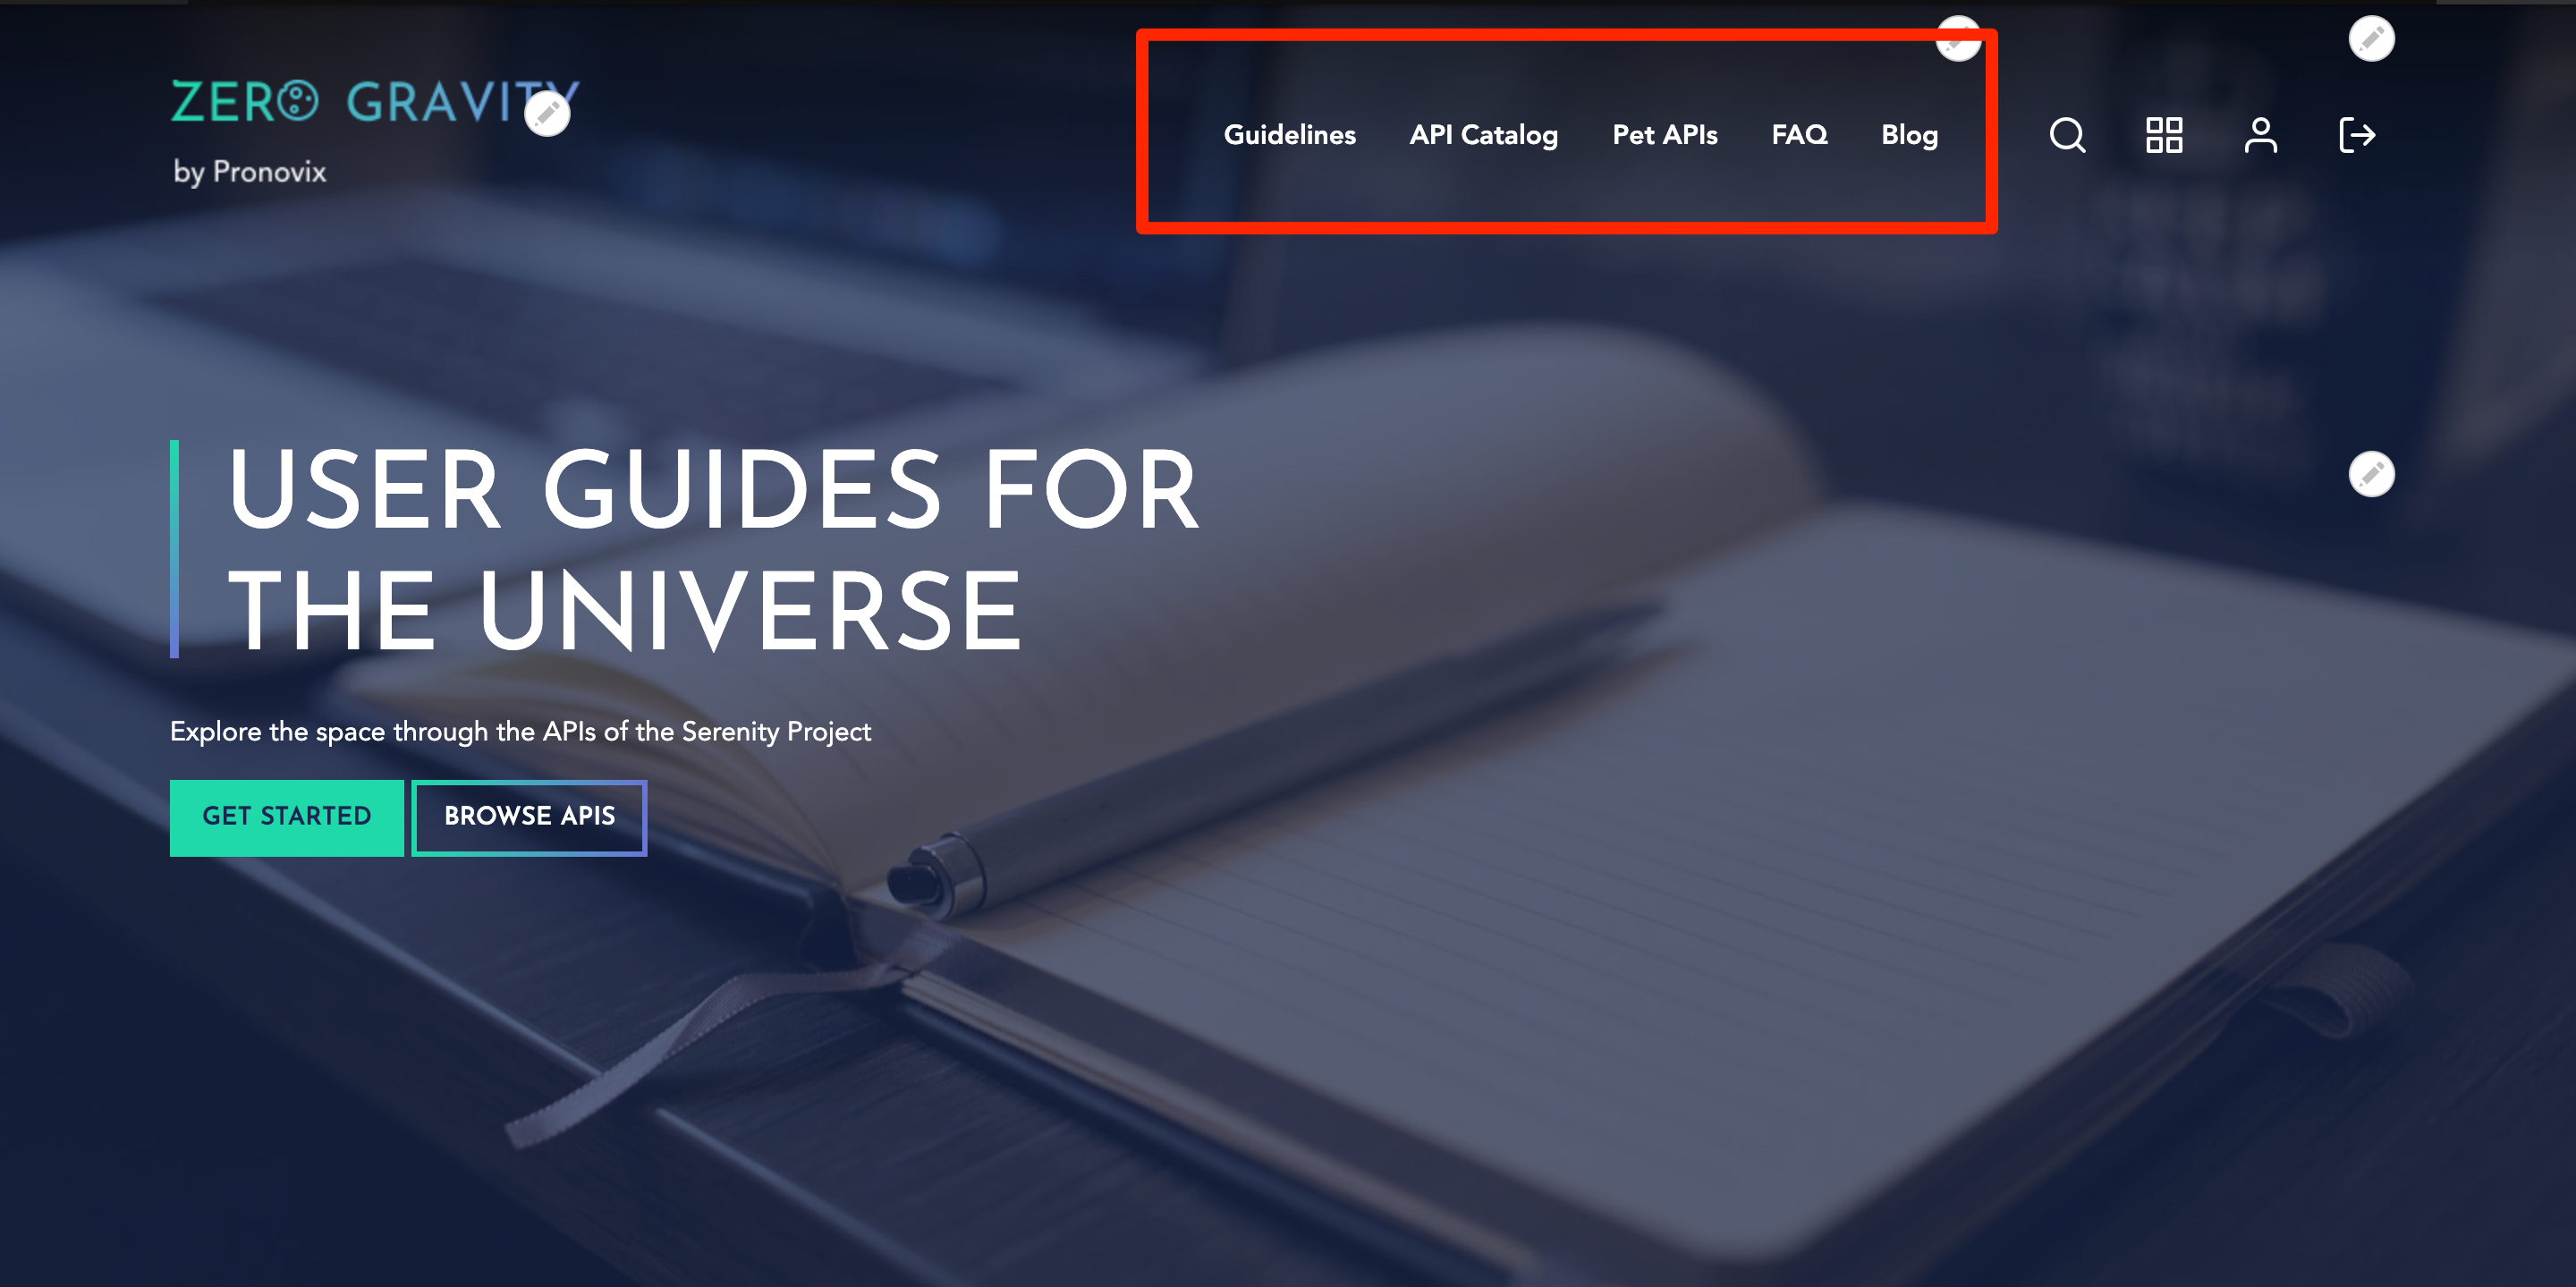 ZERO GRAVITY
by Pronovix
Guidelines API Catalog Pet APIs FAQ Blog
USER GUIDES FOR
THE UNIVERSE
Explore the space through the APIs of the Serenity Project
GET STARTED BROWSE APIS